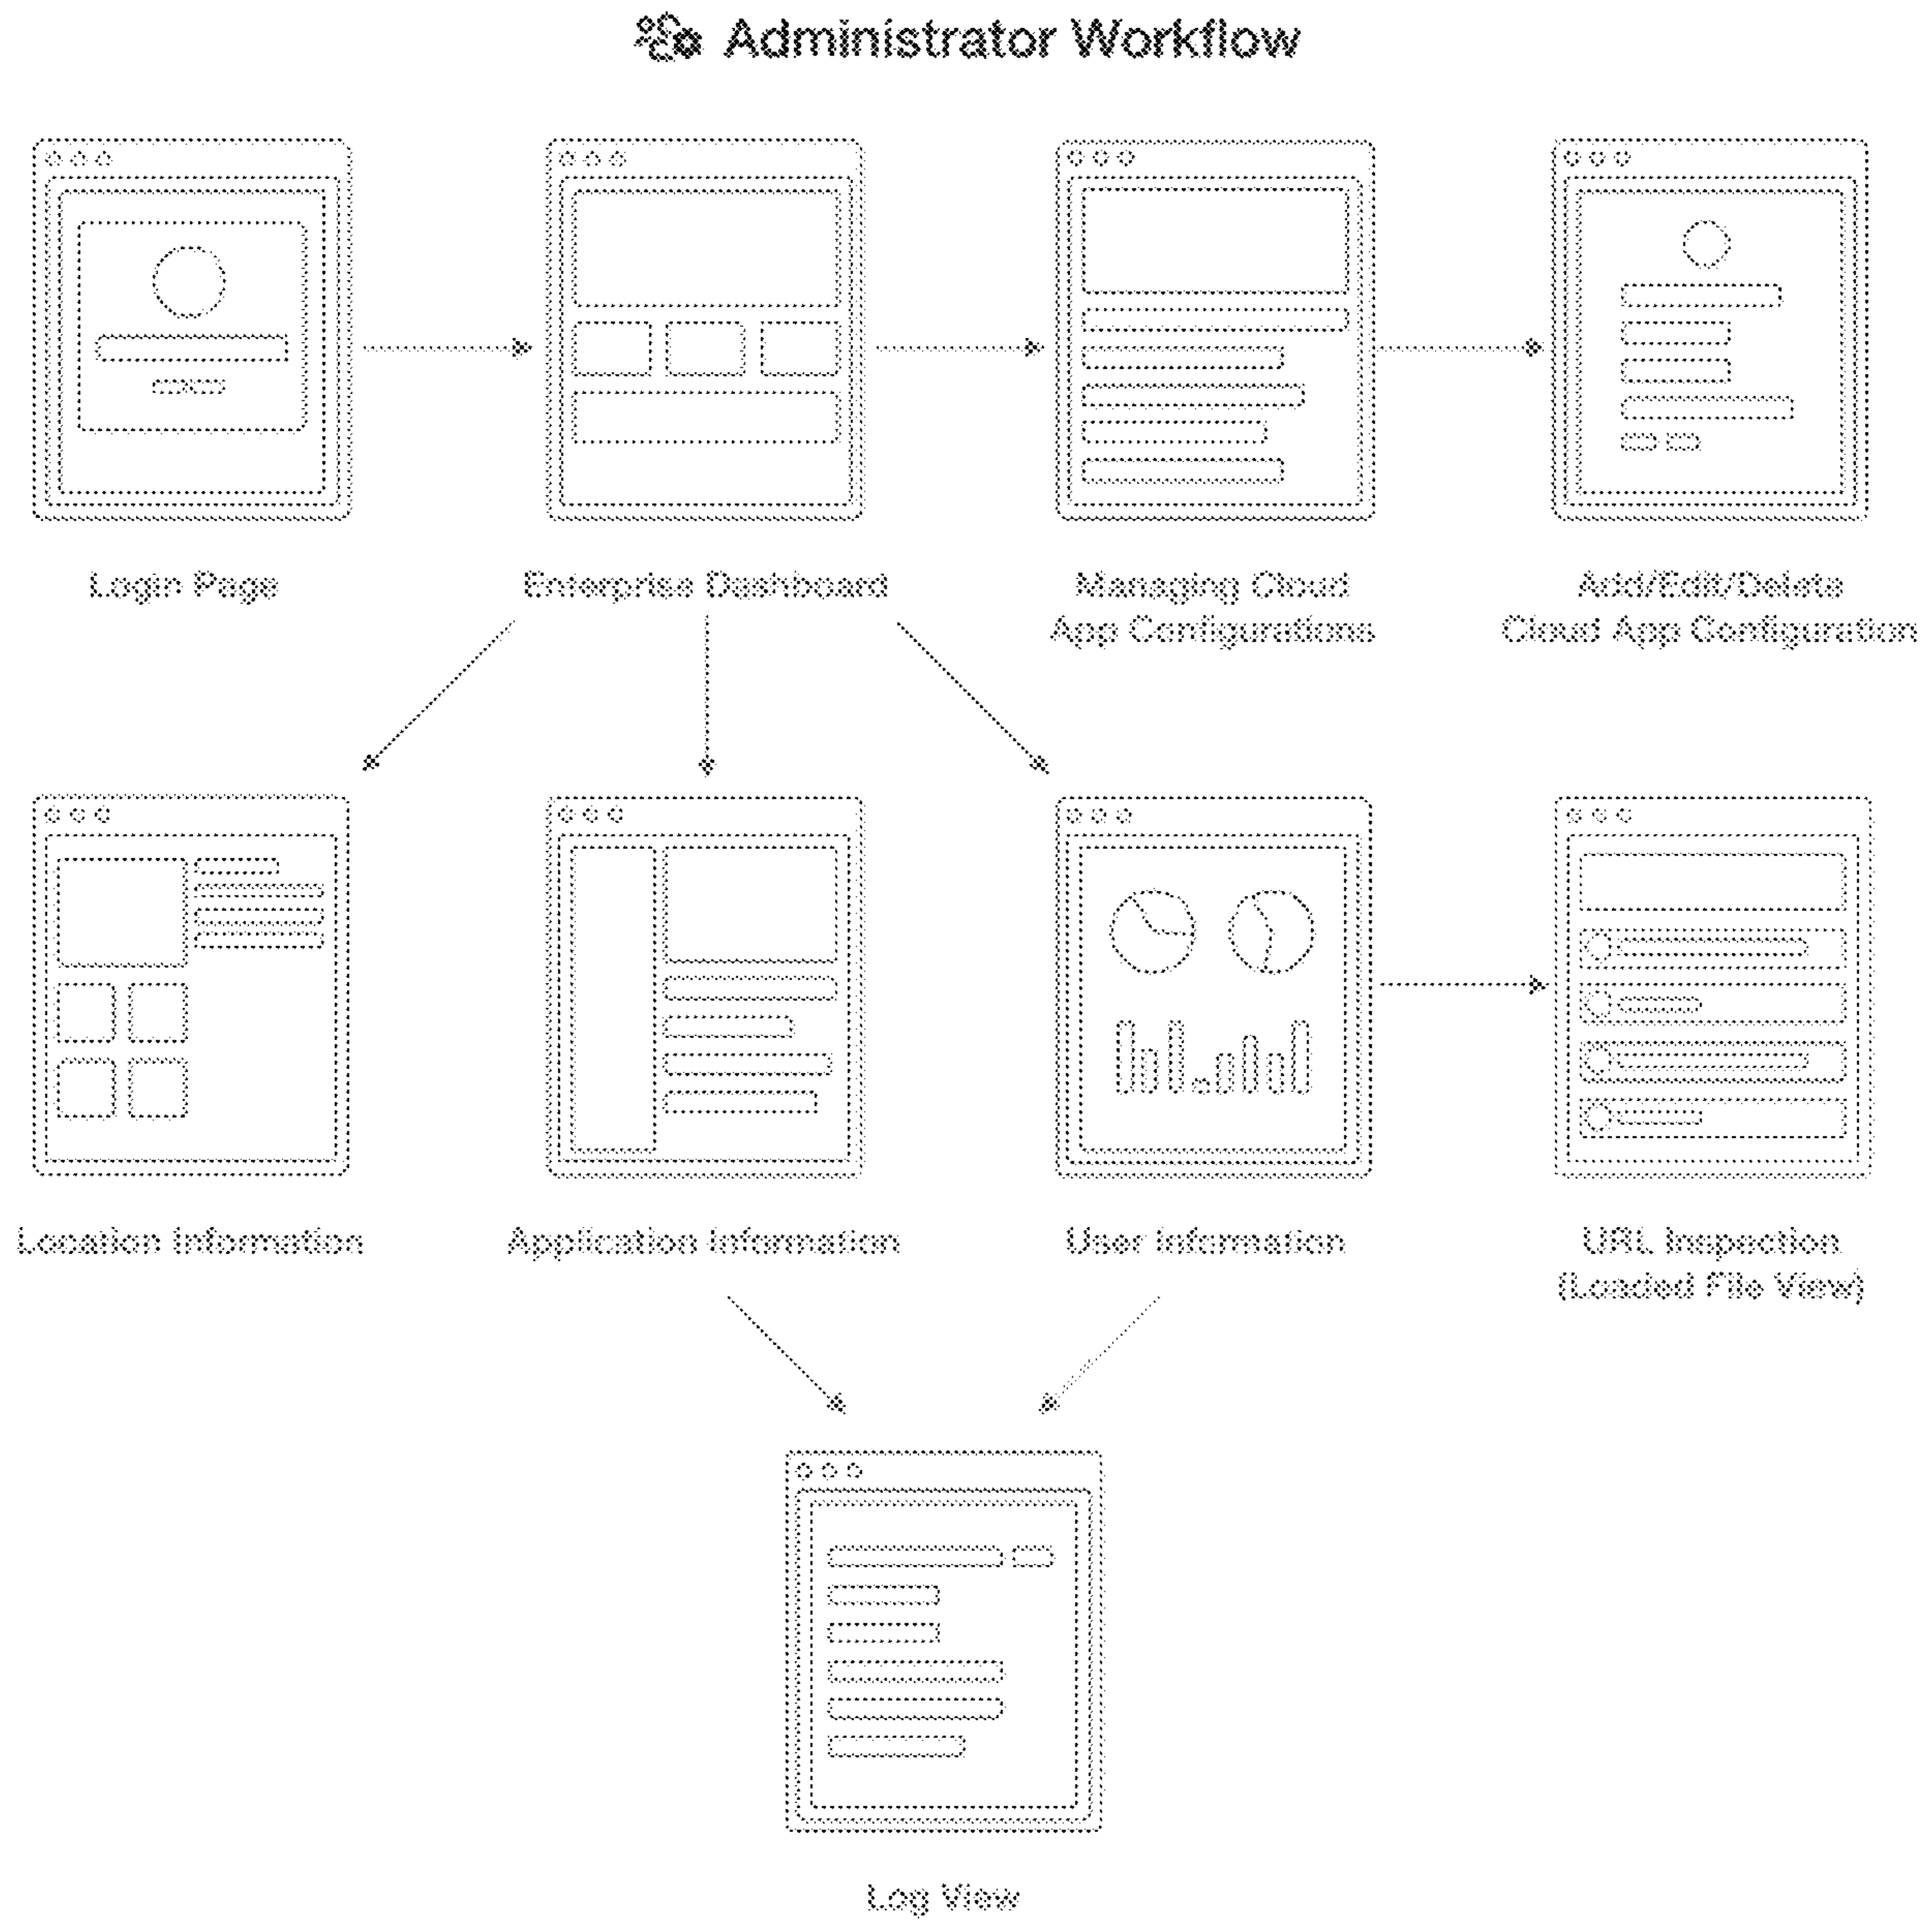 Administrator Workflow
Login Page
Enterprise Dashboard
Managing Cloud
App Configurations
Add/Edit/Delete
Cloud App Configuration
Location Information
Application Information
User Information
URL Inspection
(Loaded File View)
Log View